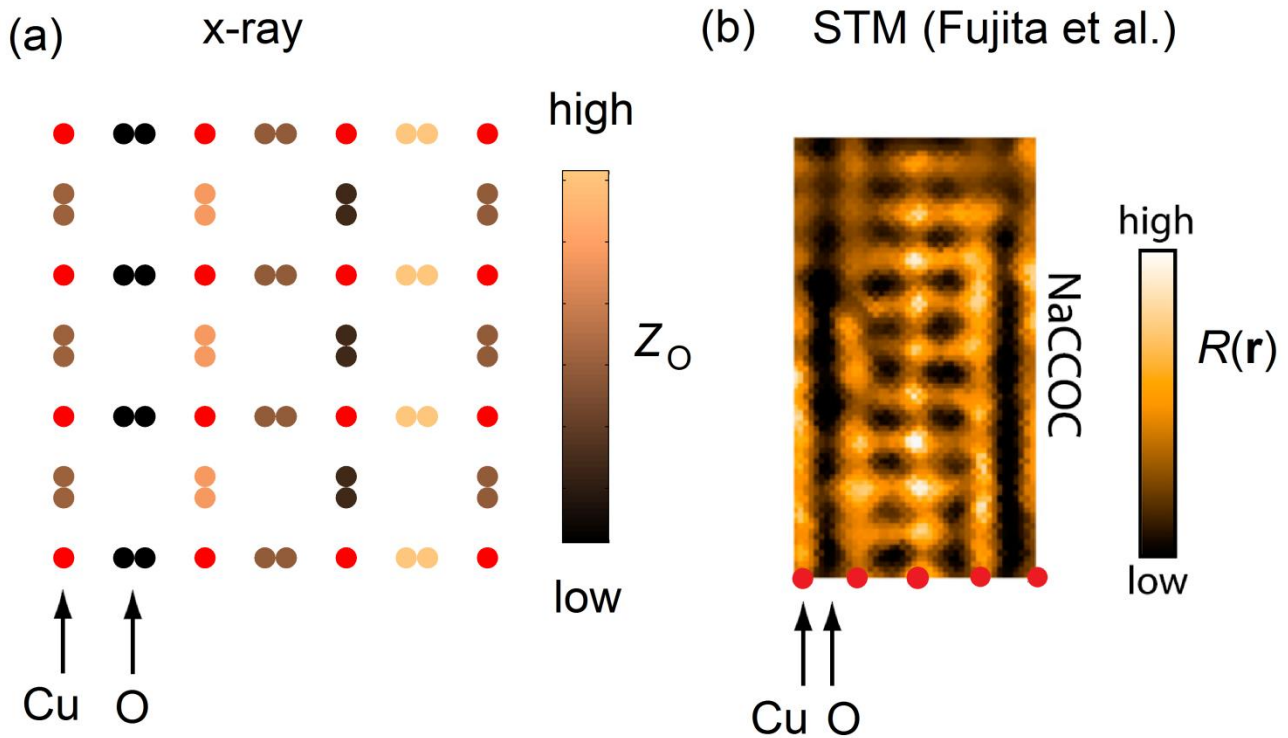 (a) x-ray
high
z_O
low
Cu
O
(b) STM (Fujita et al.)
NaCCOC
high
R(r)
low
Cu O